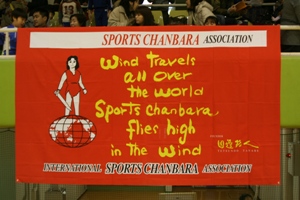 SPORTS CHANBARA ASSOCIATION
Wind travels
all over
the world
Sports chanbara,
flies high
in the wind
INTERNATIONAL SPORTS CHANBARA ASSOCIATION